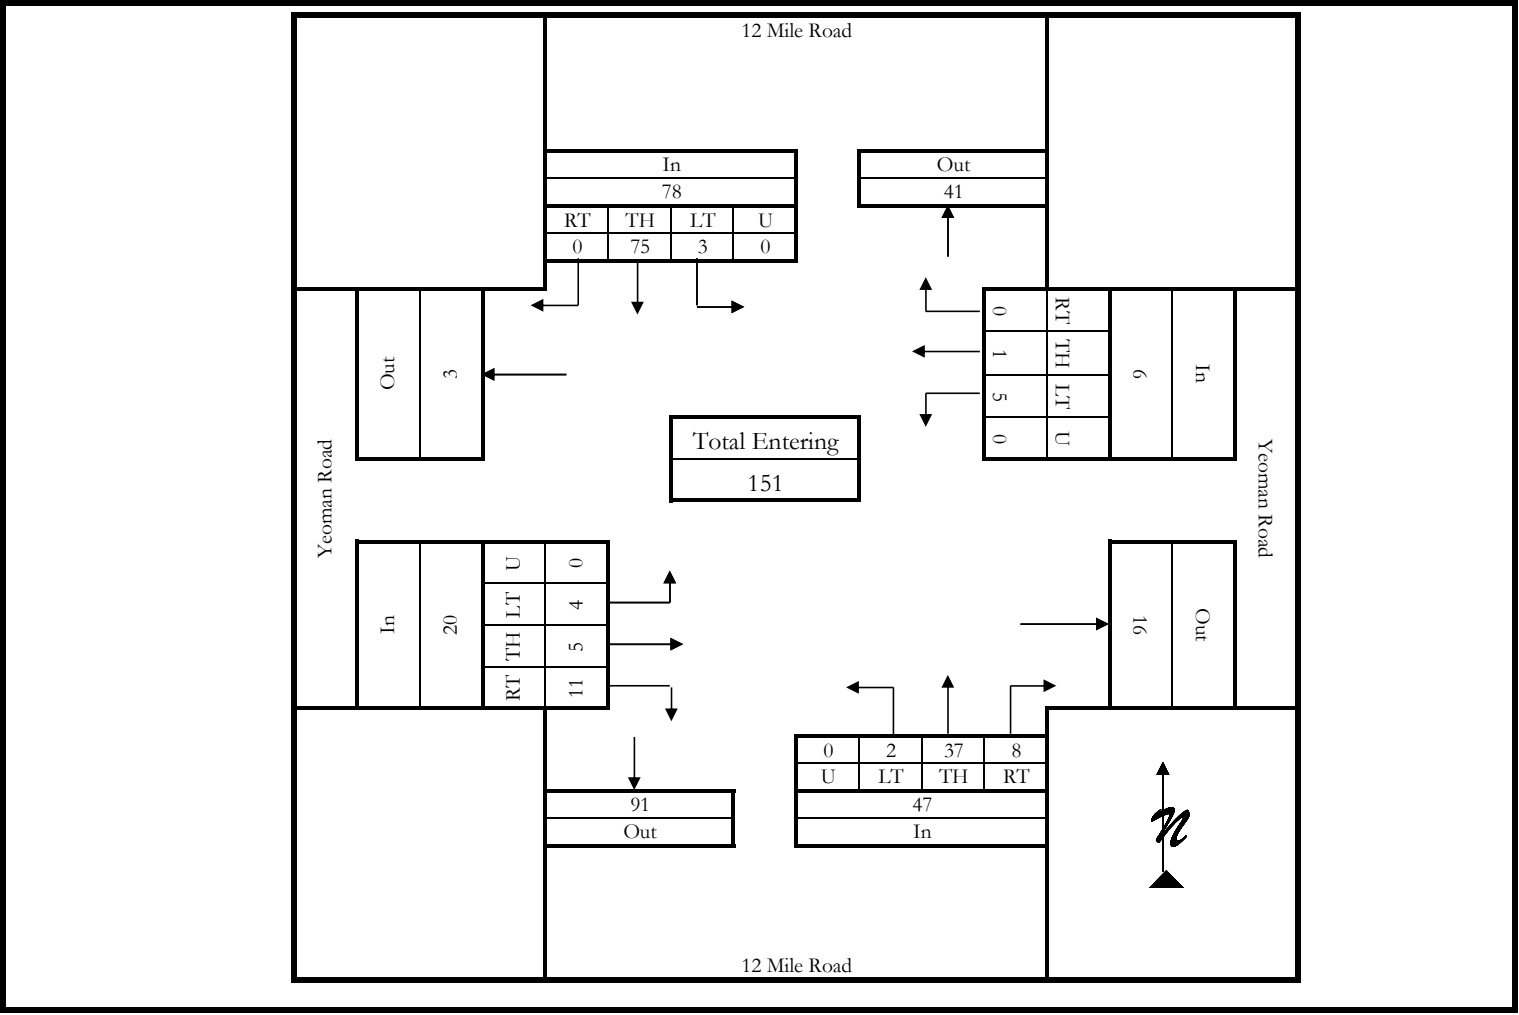 12 Mile Road
In
78
RT TH LT U
0 75 3 0
Out
41
Out
3
0 RT
1 TH
5 LT
0 U
6
In
Yeoman Road
Total Entering
151
Yeoman Road
In
20
U 0
LT 4
TH 5
RT 11
16
Out
0 2 37 8
U LT TH RT
47
In
91
Out
N
12 Mile Road